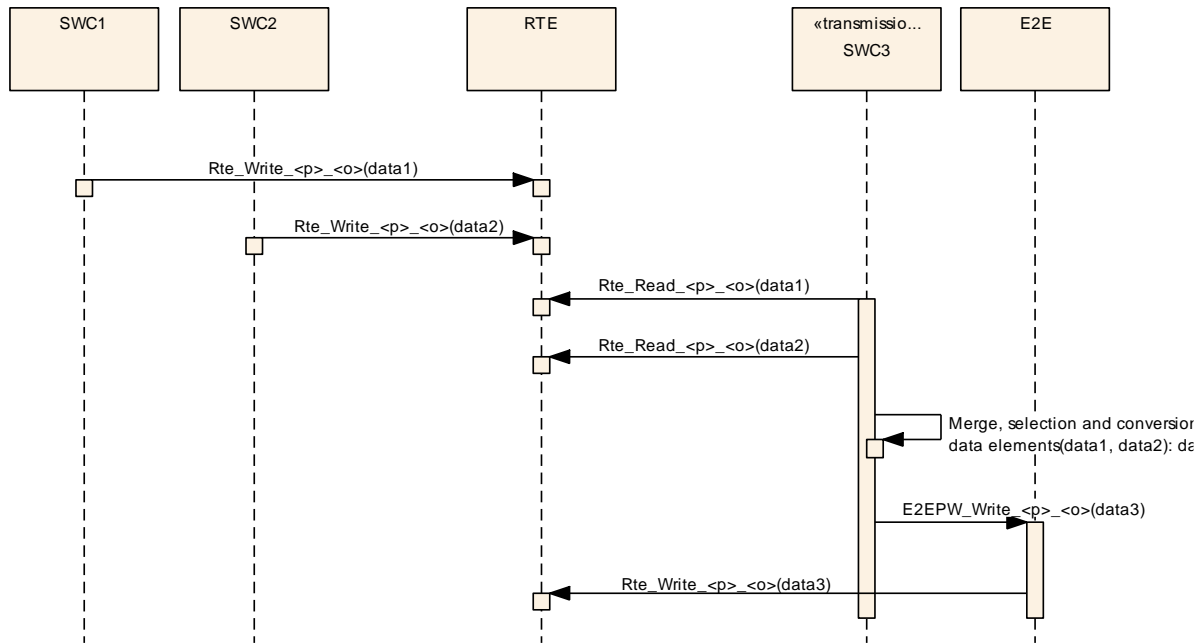 SWC1
SWC2
RTE
«transmissio...
SWC3
E2E
Rte_Write_<p>_<o>(data1)
Rte_Write_<p>_<o>(data2)
Rte_Read_<p>_<o>(data1)
Rte_Read_<p>_<o>(data2)
Merge, selection and conversion
data elements(data1, data2): da
E2EPW_Write_<p>_<o>(data3)
Rte_Write_<p>_<o>(data3)